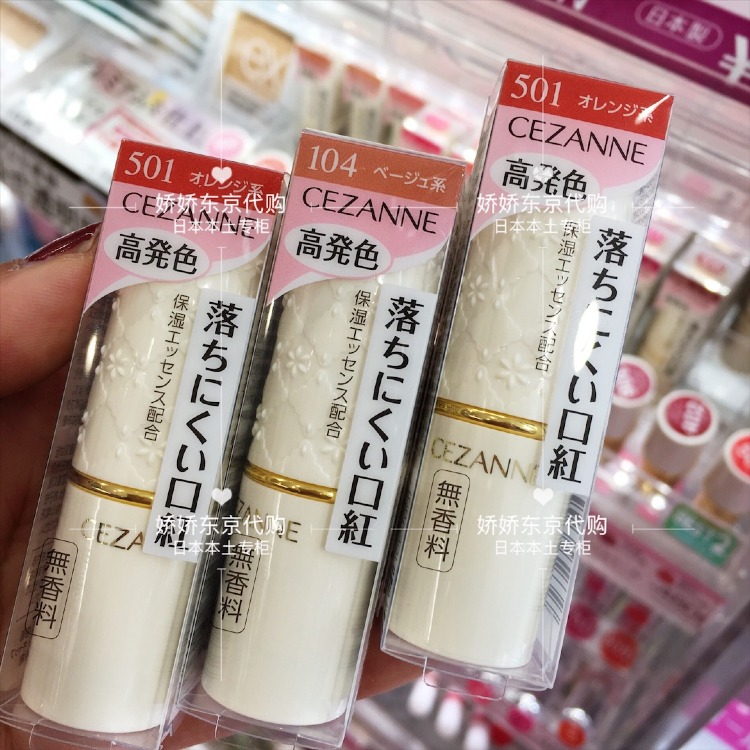 日本製
501 オレンジ系
CEZANNE
高発色
保湿エッセンス配合
落ちにくい口紅
CEZANNE
無香料
104 ベージュ系
CEZANNE
高発色
保湿エッセンス配合
落ちにくい口紅
無香料
501 オレンジ系
CEZANNE
高発色
保湿エッセンス配合
落ちにくい口紅
CEZANNE
無香料
娇娇东京代购
日本本土专柜
娇娇东京代购
日本本土专柜
娇娇东京代购
日本本土专柜
娇娇东京代购
日本本土专柜